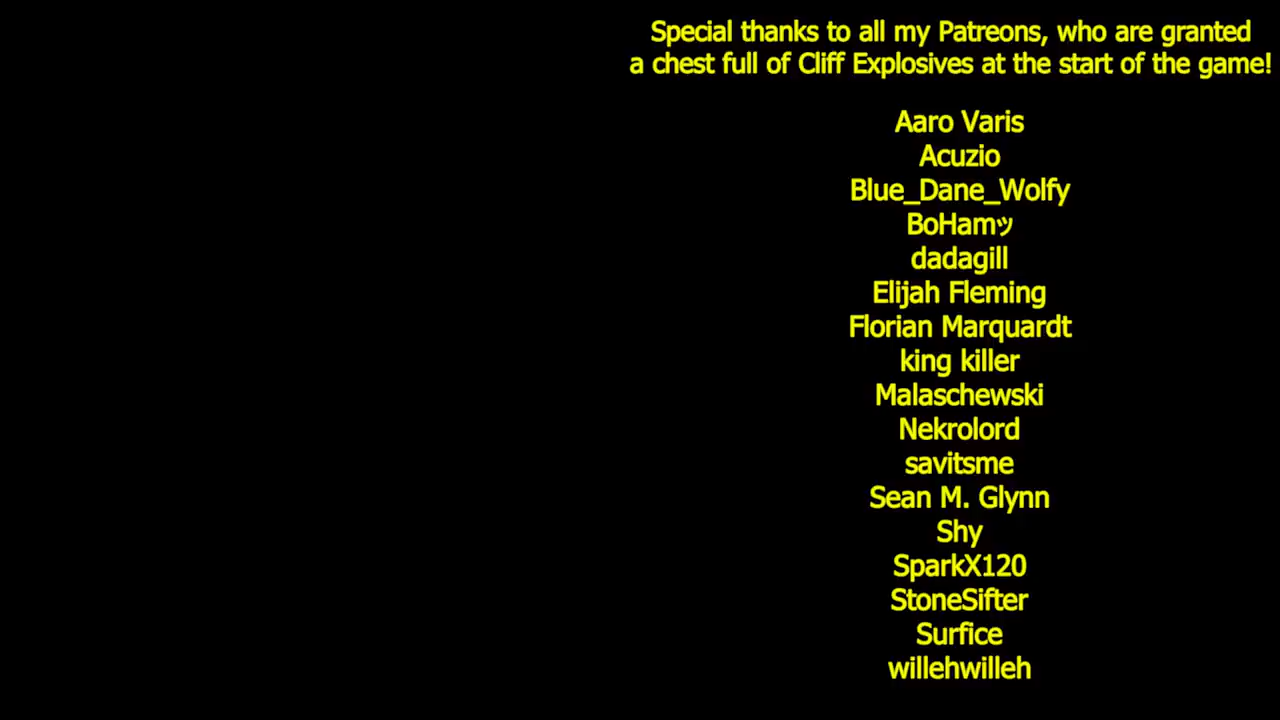 Special thanks to all my Patreons, who are granted
a chest full of Cliff Explosives at the start of the game!
Aaro Varis
Acuzio
Blue_Dane_Wolfy
BoHamッ
dadagill
Elijah Fleming
Florian Marquardt
king killer
Malaschewski
Nekrolord
savitsme
Sean M. Glynn
Shy
SparkX120
StoneSifter
Surfice
willehwilleh